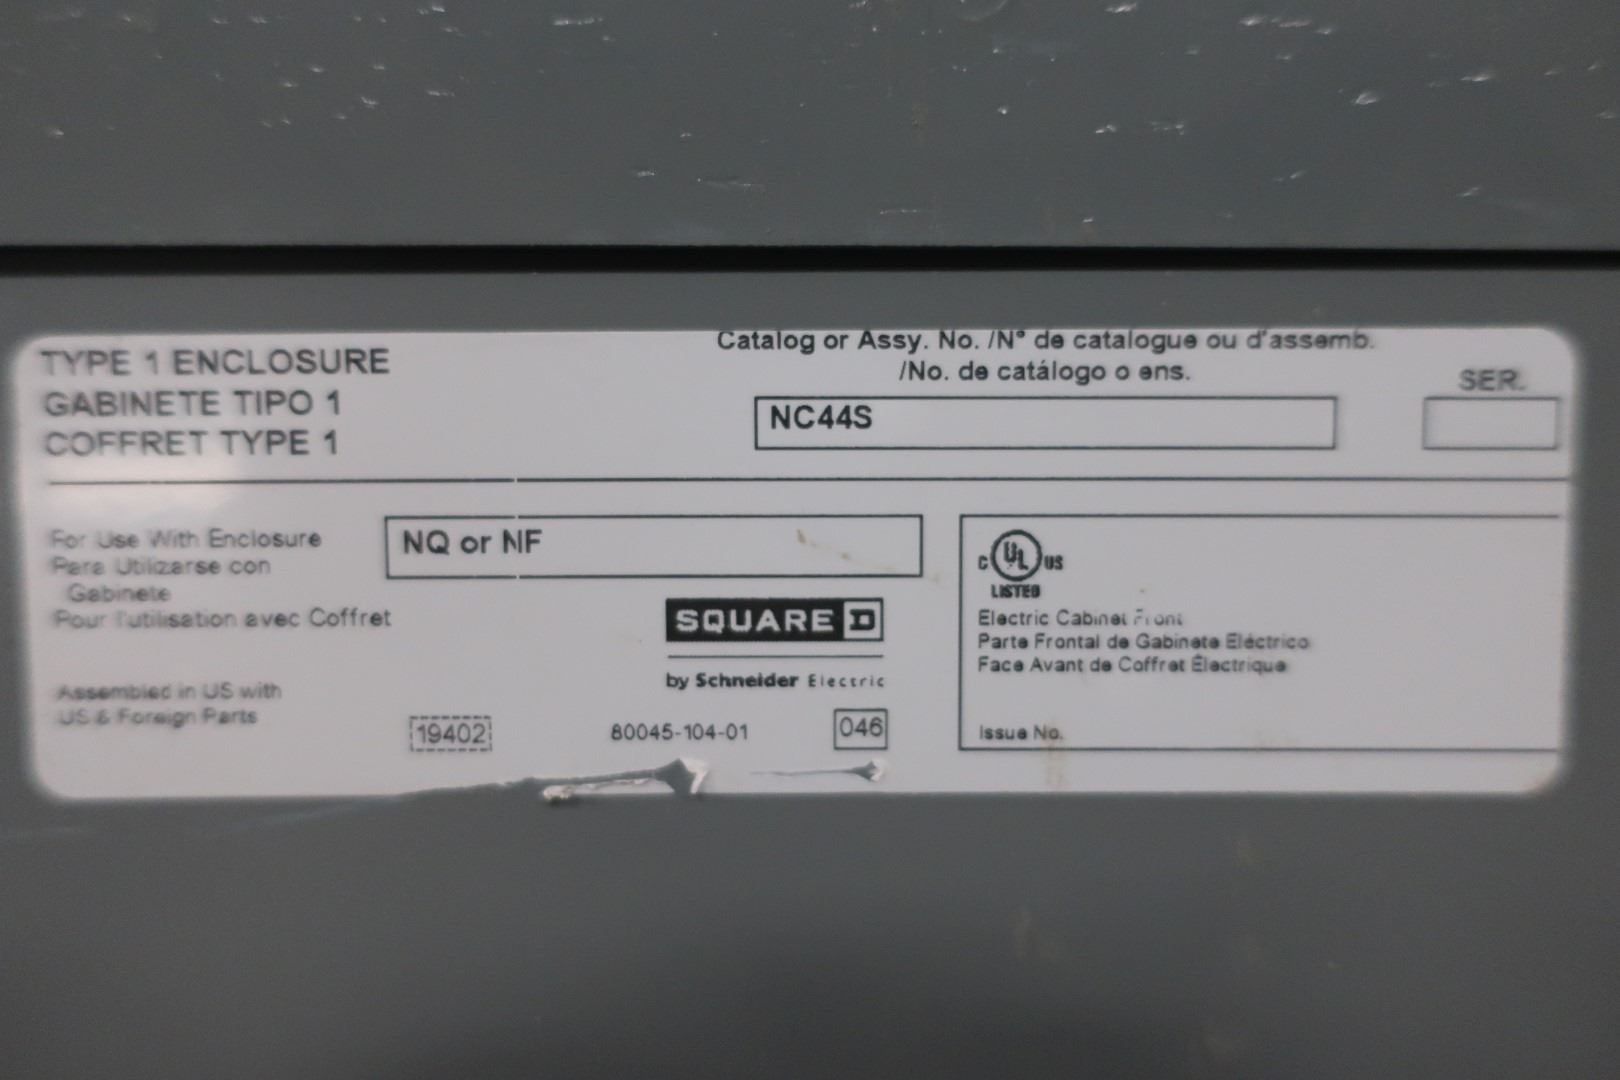 TYPE 1 ENCLOSURE
GABINETE TIPO 1
COFFRET TYPE 1
Catalog or Assy. No. /N° de catalogue ou d'assemb.
/No. de catálogo o ens.
NC44S
SER.
For Use With Enclosure
Para Utilizarse con
Gabinete
Pour l'utilisation avec Coffret
NQ or NF
SQUARE D
by Schneider Electric
Assembled in US with
US & Foreign Parts
19402
80045-104-01
046
C UL US
LISTED
Electric Cabinet Front
Parte Frontal de Gabinete Eléctrico
Face Avant de Coffret Électrique
Issue No.